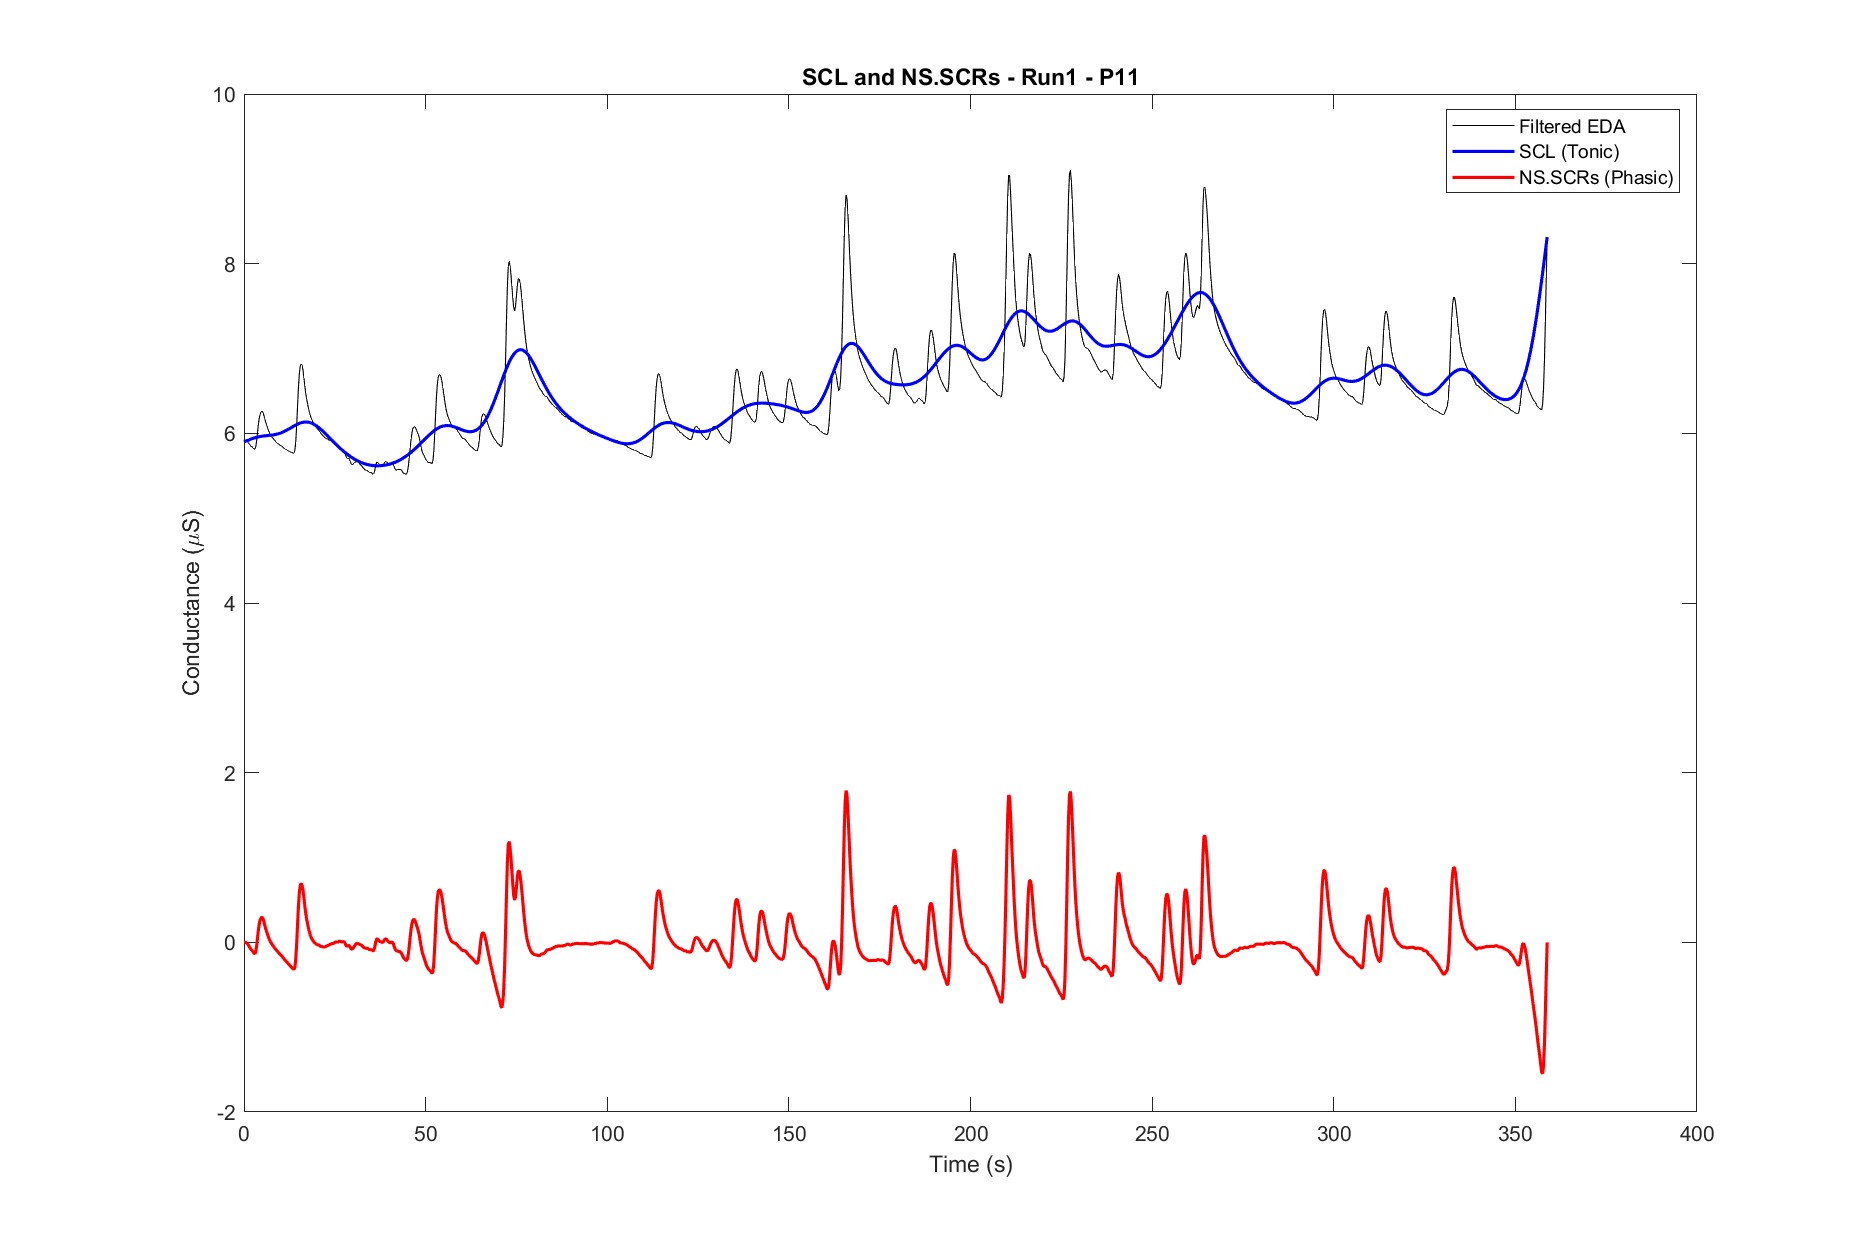 SCL and NS.SCRs - Run1 - P11
10
8
6
4
2
0
-2
Conductance (μS)
Filtered EDA
SCL (Tonic)
NS.SCRs (Phasic)
0 50 100 150 200 250 300 350 400
Time (s)